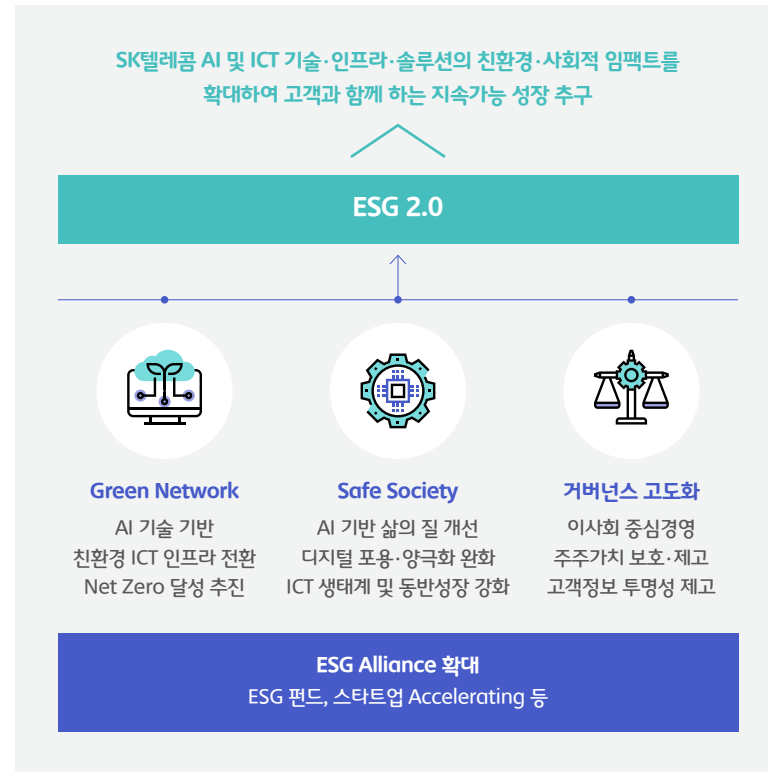 SK텔레콤 AI 및 ICT 기술·인프라·솔루션의 친환경·사회적 임팩트를
확대하여 고객과 함께 하는 지속가능 성장 추구
ESG 2.0
Green Network
AI 기술 기반
친환경 ICT 인프라 전환
Net Zero 달성 추진
Safe Society
AI 기반 삶의 질 개선
디지털 포용·양극화 완화
ICT 생태계 및 동반성장 강화
거버넌스 고도화
이사회 중심경영
주주가치 보호·제고
고객정보 투명성 제고
ESG Alliance 확대
ESG 펀드, 스타트업 Accelerating 등